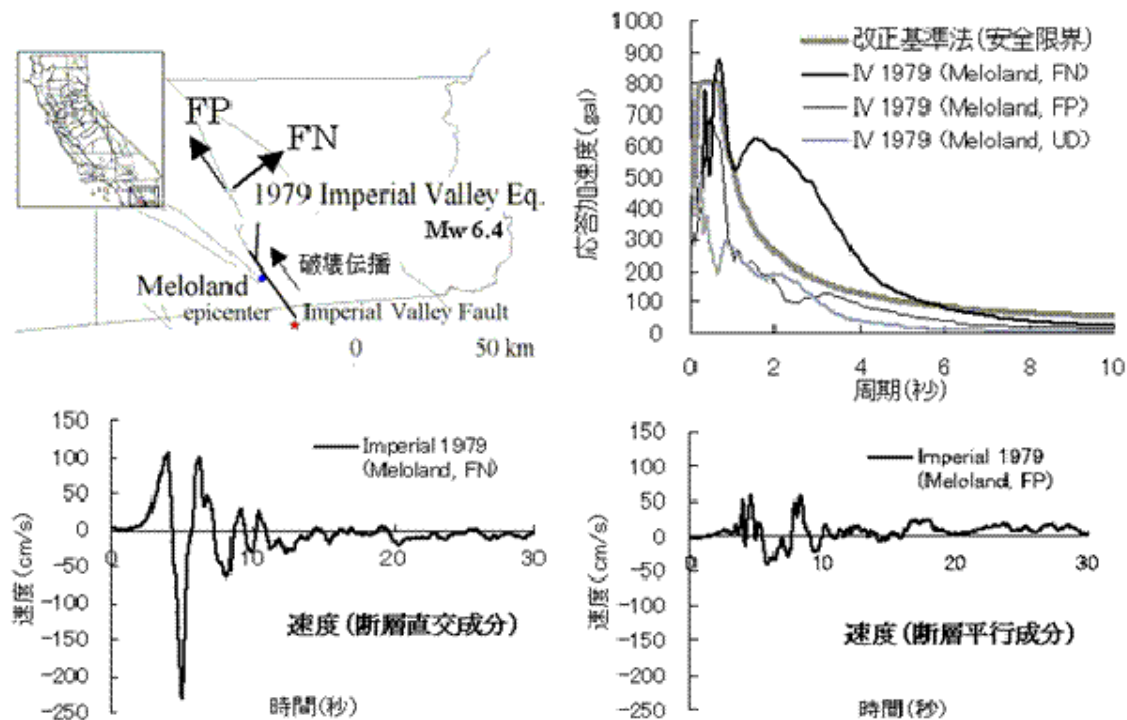 FP
FN
1979 Imperial Valley Eq.
Mw 6.4
破壊伝播
Meloland
epicenter
Imperial Valley Fault
0 50 km
1000
900
800
700
600
500
400
300
200
100
0
応答加速度(gal)
改正基準法(安全限界)
IV 1979 (Meloland, FN)
IV 1979 (Meloland, FP)
IV 1979 (Meloland, UD)
0 2 4 6 8 10
周期(秒)
150
100
50
0
-50
-100
-150
-200
-250
速度(cm/s)
Imperial 1979
(Meloland, FN)
0 10 20 30
速度(断層直交成分)
時間(秒)
150
100
50
0
-50
-100
-150
-200
-250
速度(cm/s)
Imperial 1979
(Meloland, FP)
0 10 20 30
速度(断層平行成分)
時間(秒)